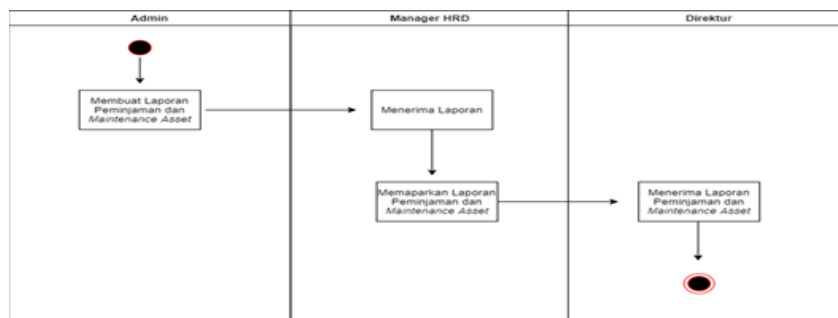 Admin
Manager HRD
Direktur
Membuat Laporan
Peminjaman dan
Maintenance Asset
Menerima Laporan
Memaparkan Laporan
Peminjaman dan
Maintenance Asset
Menerima Laporan
Peminjaman dan
Maintenance Asset